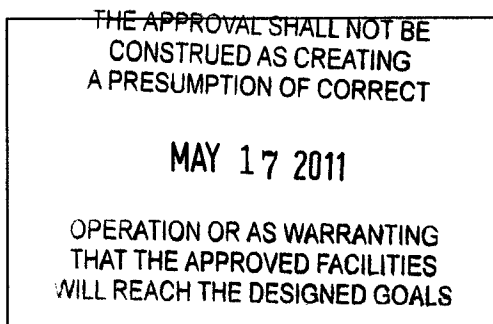 THE APPROVAL SHALL NOT BE
CONSTRUED AS CREATING
A PRESUMPTION OF CORRECT
MAY 17 2011
OPERATION OR AS WARRANTING
THAT THE APPROVED FACILITIES
WILL REACH THE DESIGNED GOALS